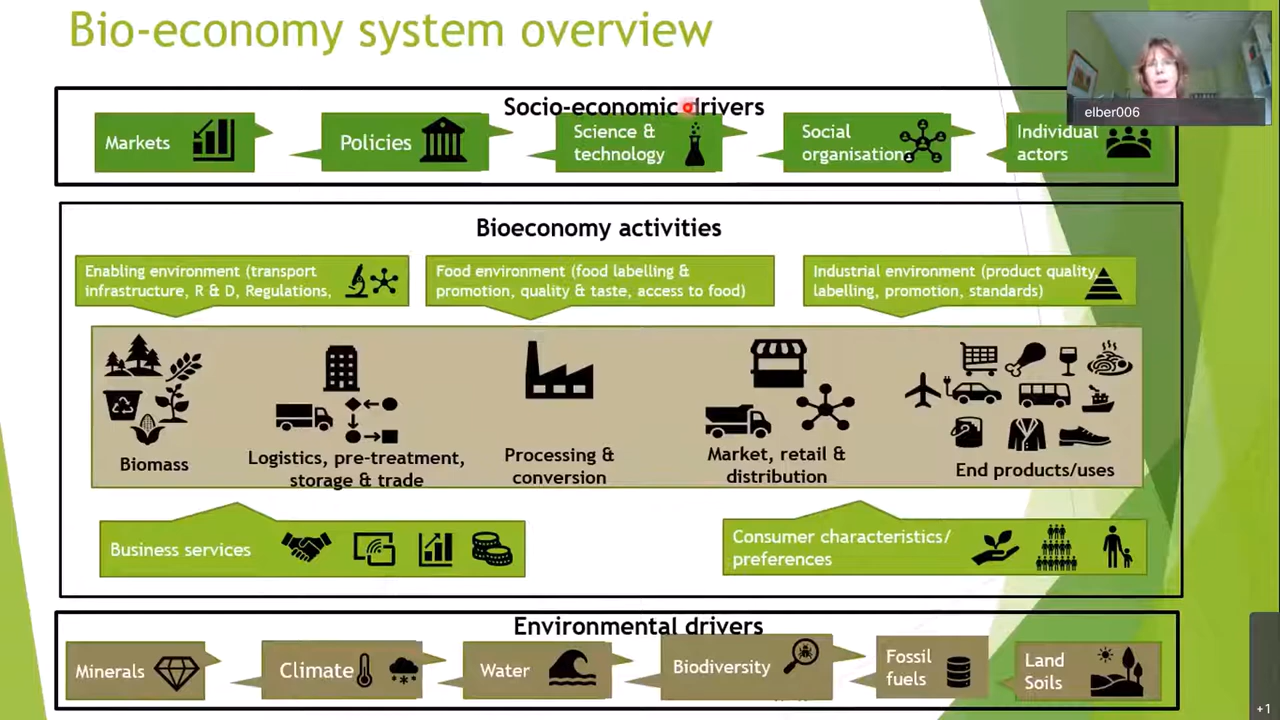 Bio-economy system overview
elber006
Socio-economic drivers
Markets
Policies
Science &
technology
Social
organisations
Individual
actors
Bioeconomy activities
Enabling environment (transport
infrastructure, R & D, Regulations,
Food environment (food labelling &
promotion, quality & taste, access to food)
Industrial environment (product quality,
labelling, promotion, standards)
Biomass
Logistics, pre-treatment,
storage & trade
Processing &
conversion
Market, retail &
distribution
End products/uses
Business services
Consumer characteristics/
preferences
Environmental drivers
Minerals
Climate
Water
Biodiversity
Fossil
fuels
Land
Soils
+1